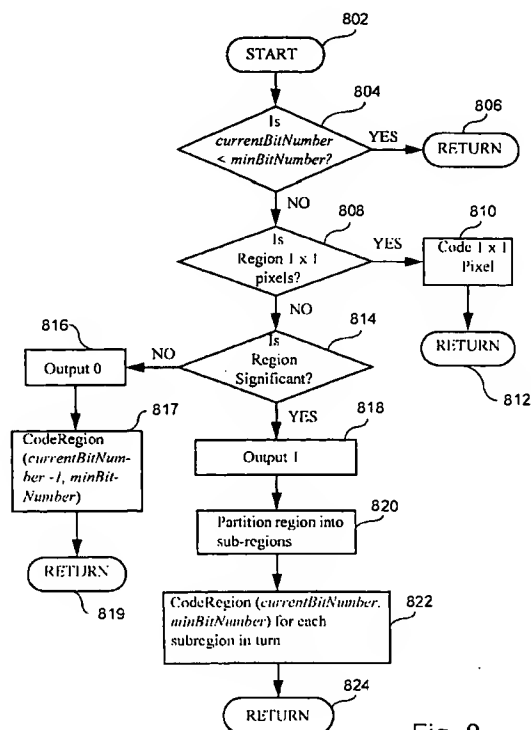 802
START
804
Is
currentBitNumber
< minBitNumber?
YES
806
RETURN
NO
808
Is
Region 1 x 1
pixels?
YES
810
Code 1 x 1
Pixel
NO
RETURN
812
816
Output 0
NO
814
Is
Region
Significant?
817
CodeRegion
(currentBitNum-
ber -1, minBit-
Number)
YES
818
Output 1
820
Partition region into
sub-regions
RETURN
819
822
CodeRegion (currentBitNumber,
minBitNumber) for each
subregion in turn
824
RETURN